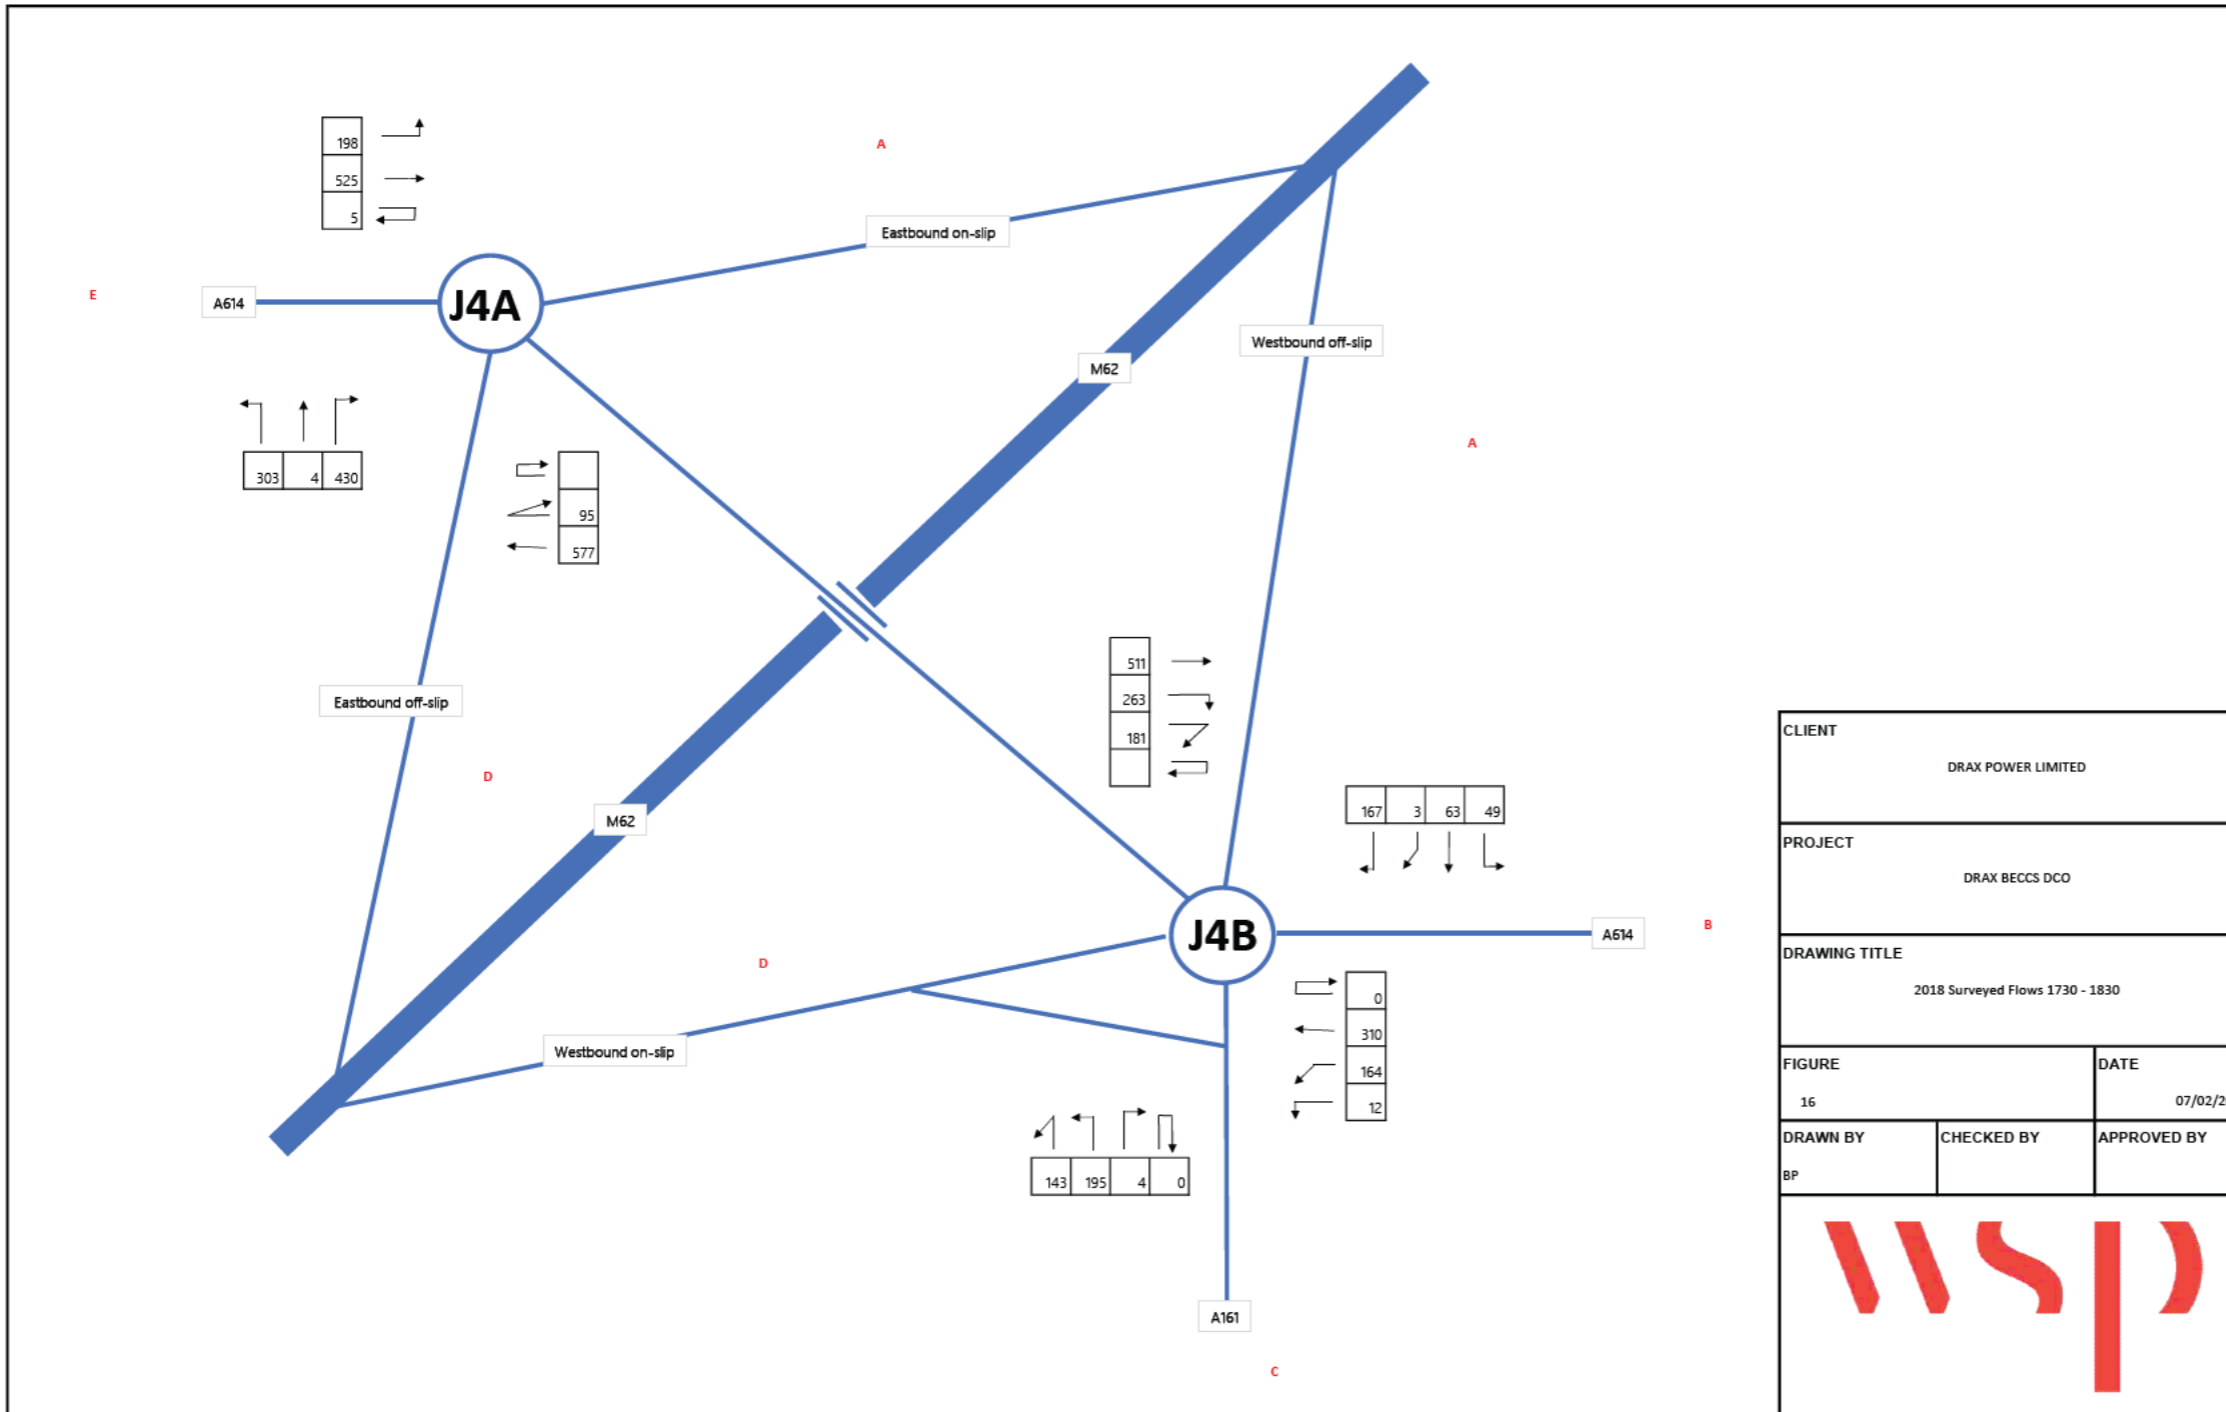 198
525
5
A
Eastbound on-slip
E
A614
J4A
Westbound off-slip
M62
303 4 430
95
577
A
511
263
181
Eastbound off-slip
D
M62
167 3 63 49
J4B
A614
B
D
0
310
164
12
Westbound on-slip
143 195 4 0
A161
C
CLIENT
DRAX POWER LIMITED
PROJECT
DRAX BECCS DCO
DRAWING TITLE
2018 Surveyed Flows 1730 - 1830
FIGURE
16
DATE
07/02/2
DRAWN BY
BP
CHECKED BY
APPROVED BY
wsp